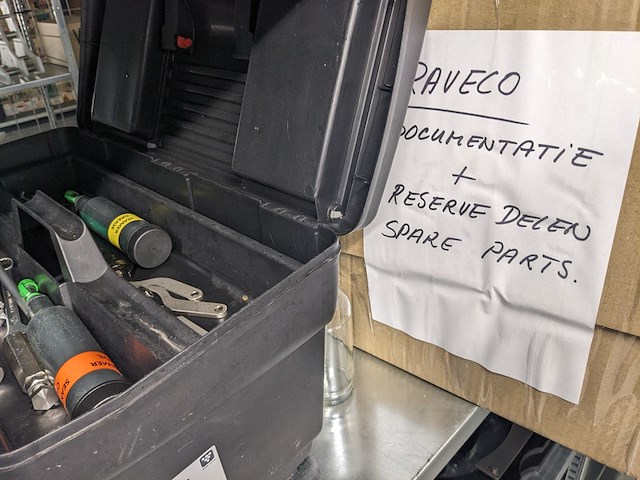 RAVECO
DOCUMENTATIE
+
RESERVE DELEN
SPARE PARTS.